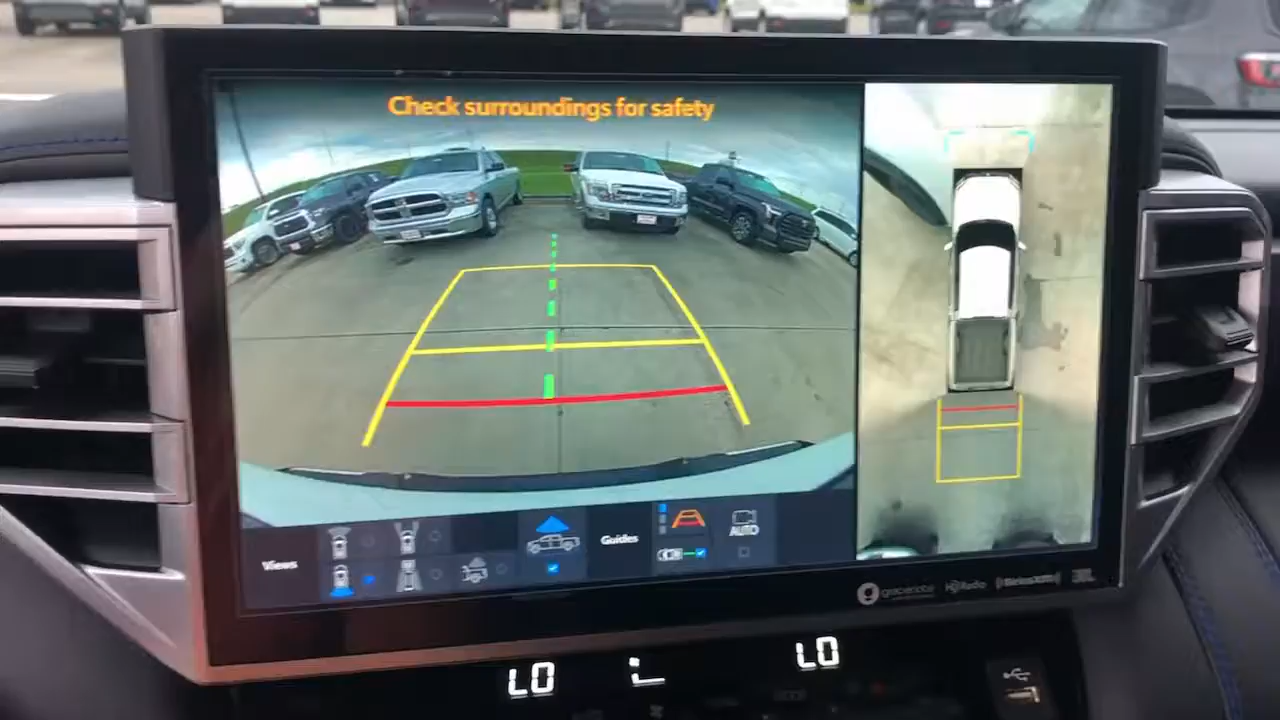 Check surroundings for safety
Views
Guides
AUTO
gracenote
HD Radio
SiriusXM
JBL
LO
LO